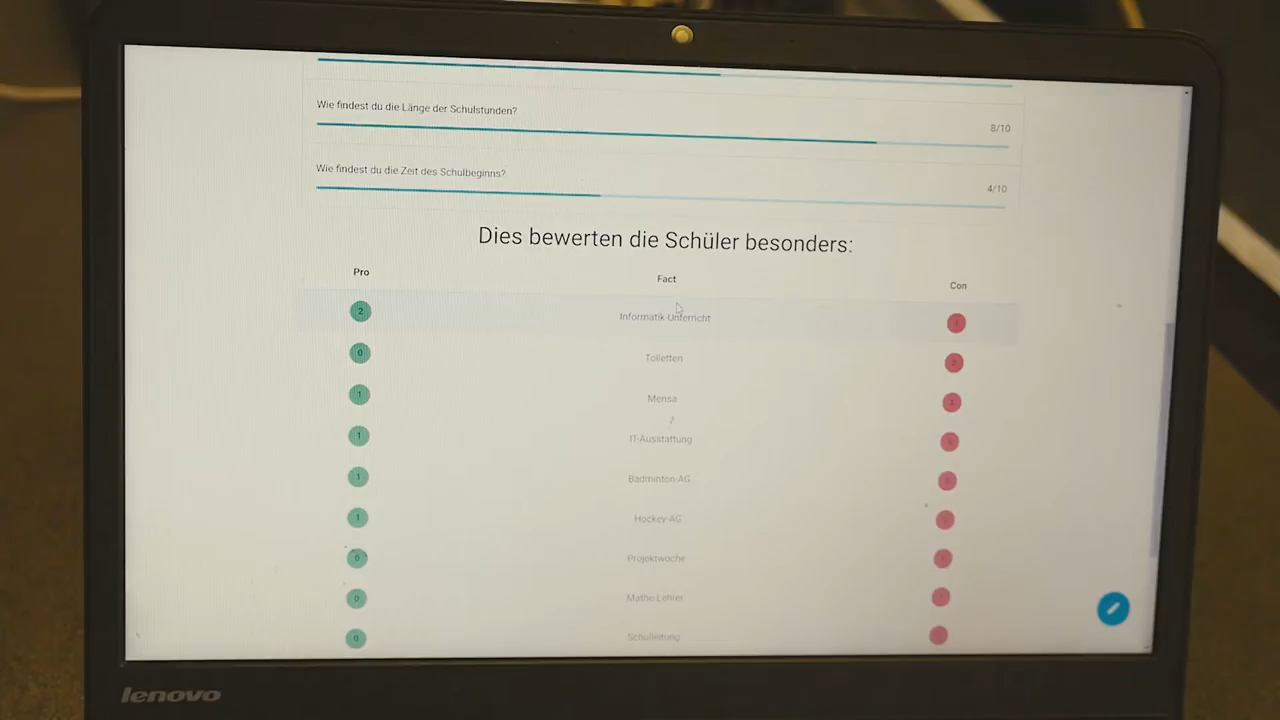 Wie findest du die Länge der Schulstunden?
8/10
Wie findest du die Zeit des Schulbeginns?
4/10
Dies bewerten die Schüler besonders:
Pro Fact Con
2 Informatik-Unterricht 1
0 Toiletten 2
1 Mensa
1 IT-Ausstattung
1 Badminton-AG
1 Hockey-AG
0 Projektwoche
0 Mathe-Lehrer
0 Schulleitung
lenovo